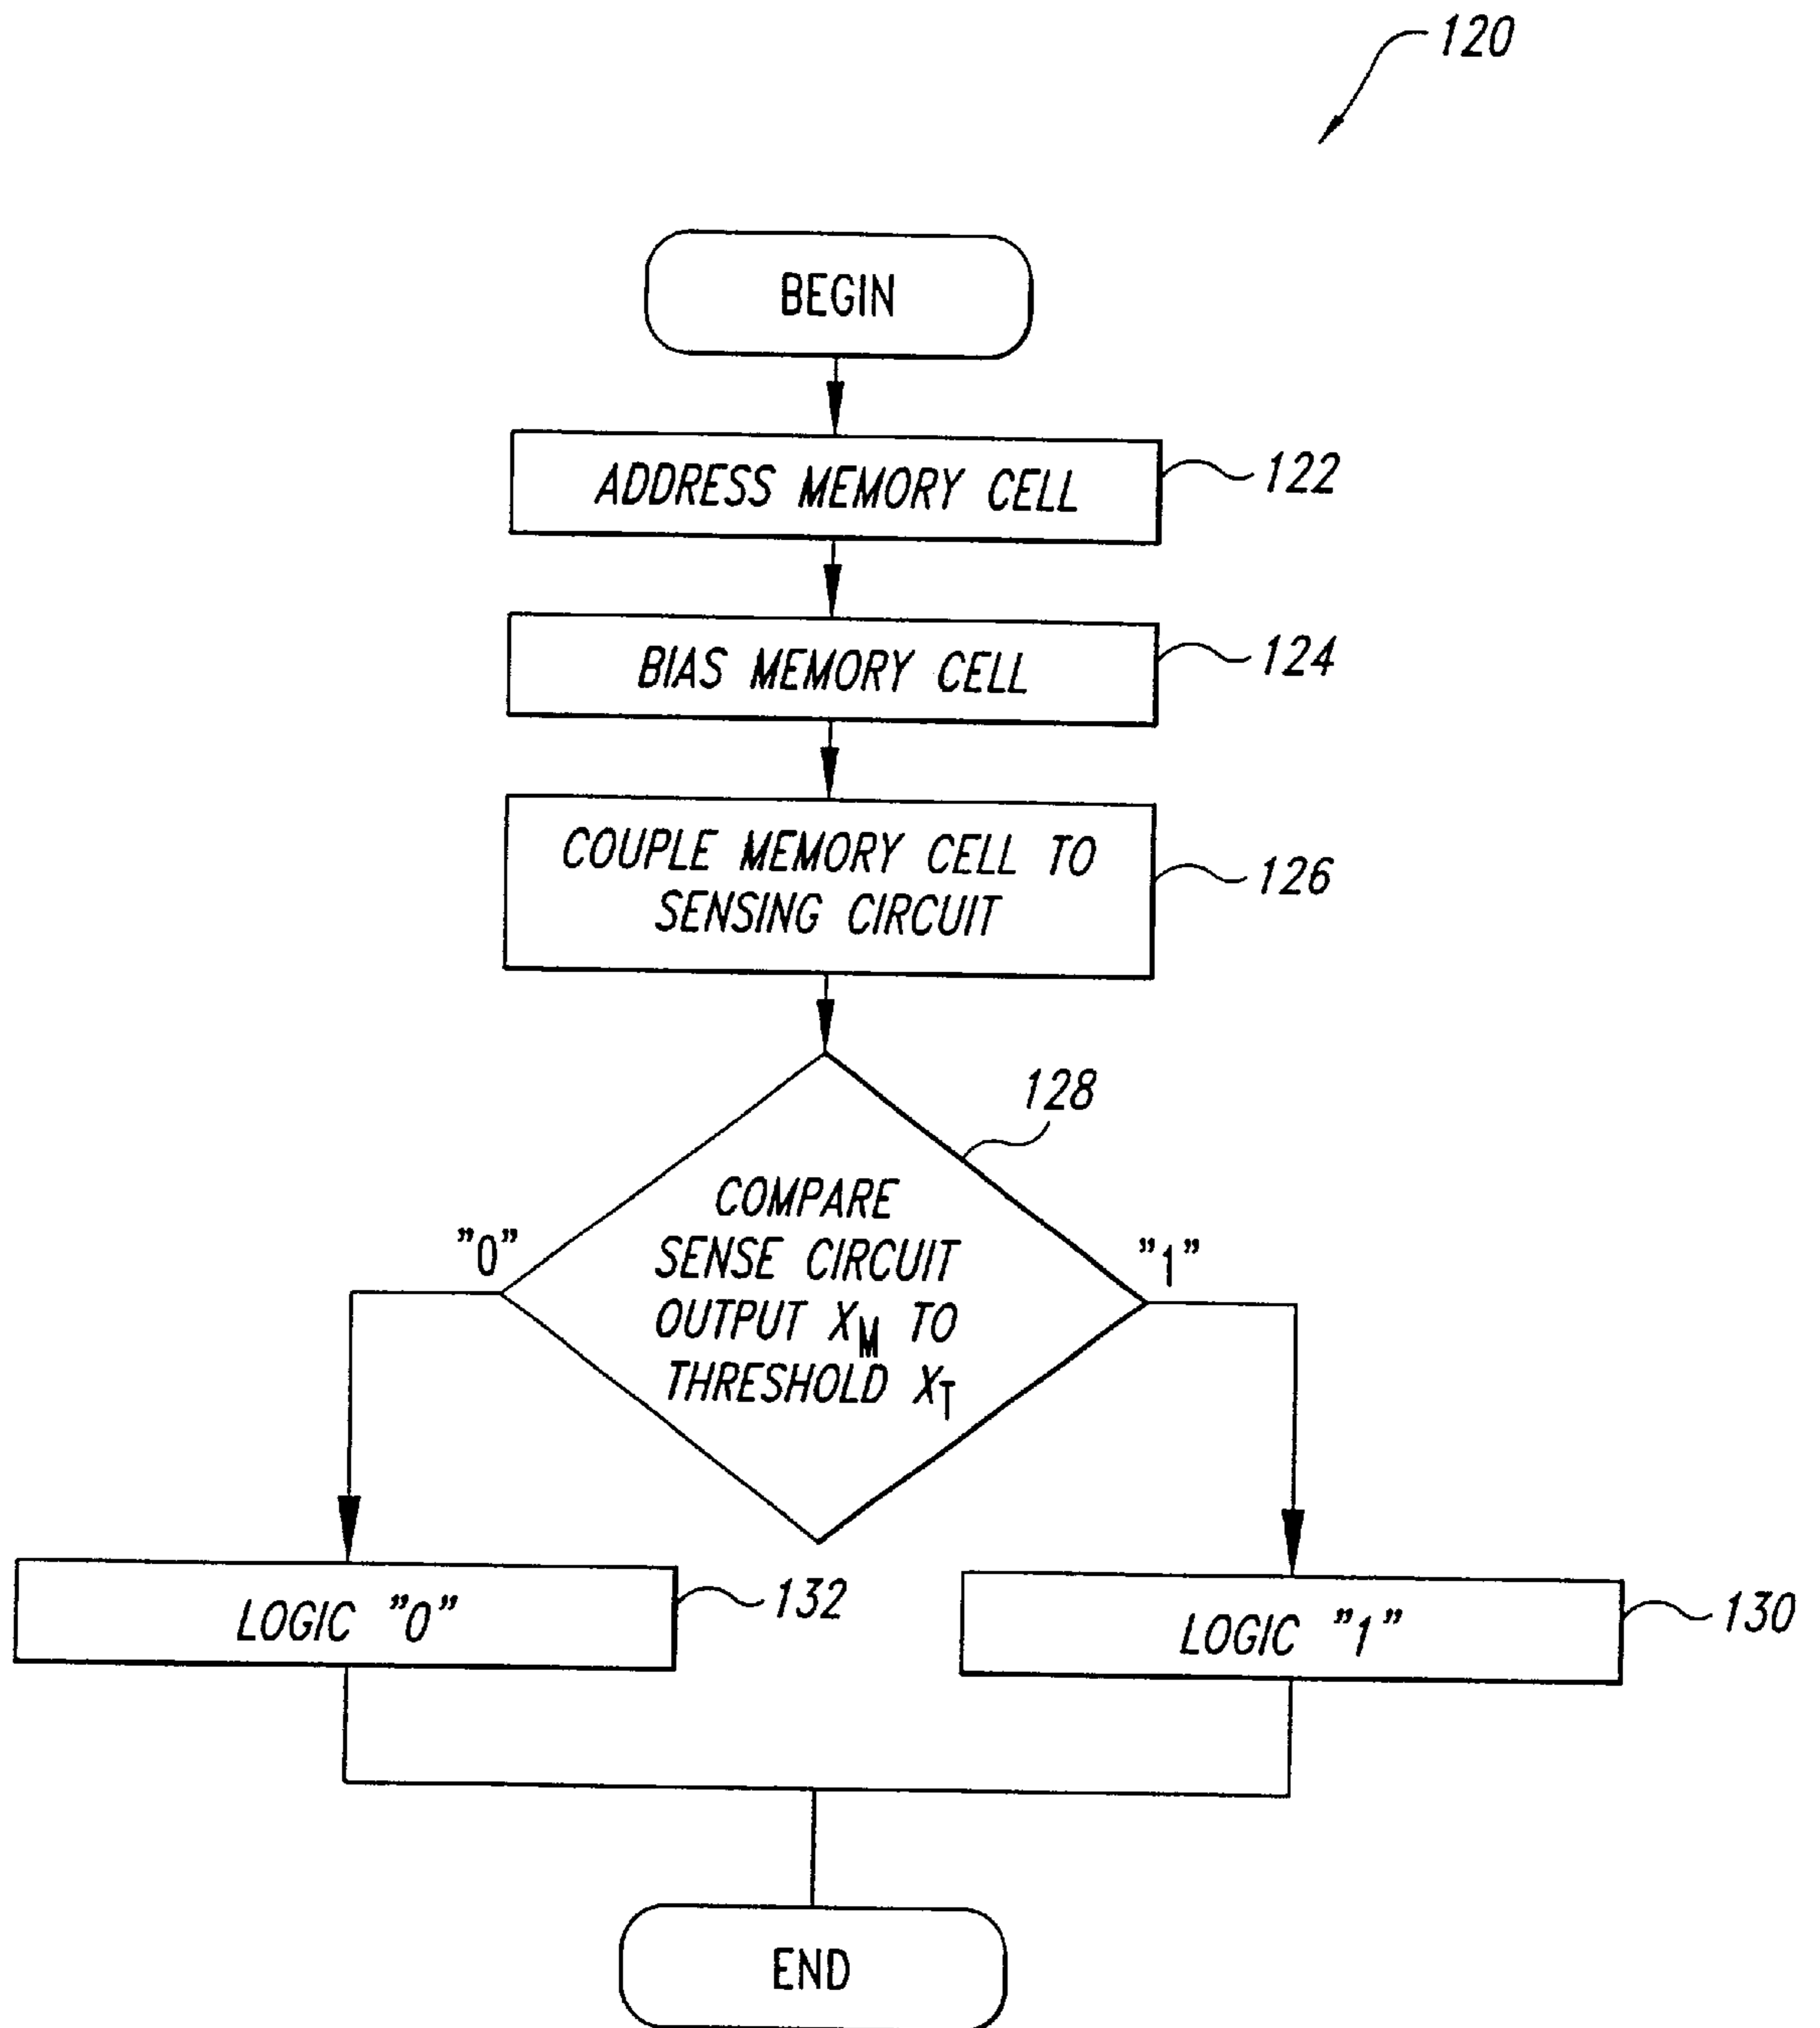 120
BEGIN
ADDRESS MEMORY CELL
122
BIAS MEMORY CELL
124
COUPLE MEMORY CELL TO
SENSING CIRCUIT
126
128
COMPARE
SENSE CIRCUIT
OUTPUT XM TO
THRESHOLD XT
"0"
"1"
LOGIC "0"
132
LOGIC "1"
130
END